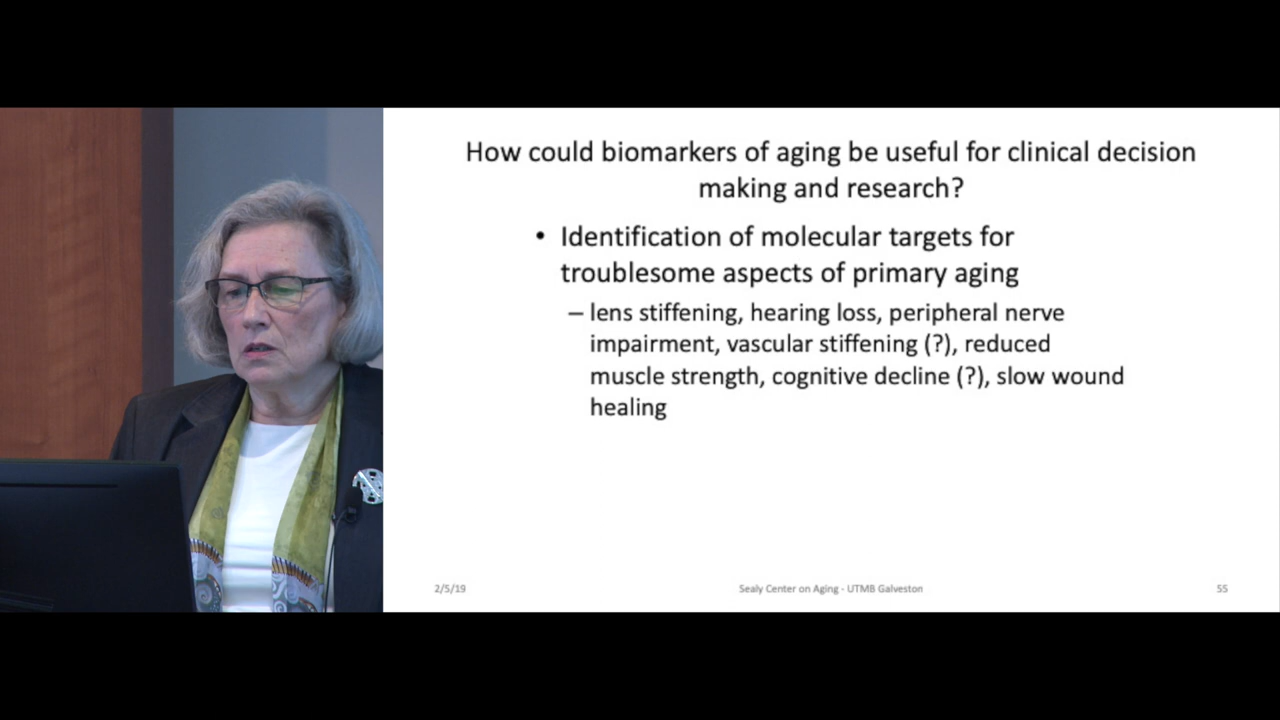 How could biomarkers of aging be useful for clinical decision
making and research?
• Identification of molecular targets for
troublesome aspects of primary aging
– lens stiffening, hearing loss, peripheral nerve
impairment, vascular stiffening (?), reduced
muscle strength, cognitive decline (?), slow wound
healing
2/5/19
Sealy Center on Aging - UTMB Galveston
55